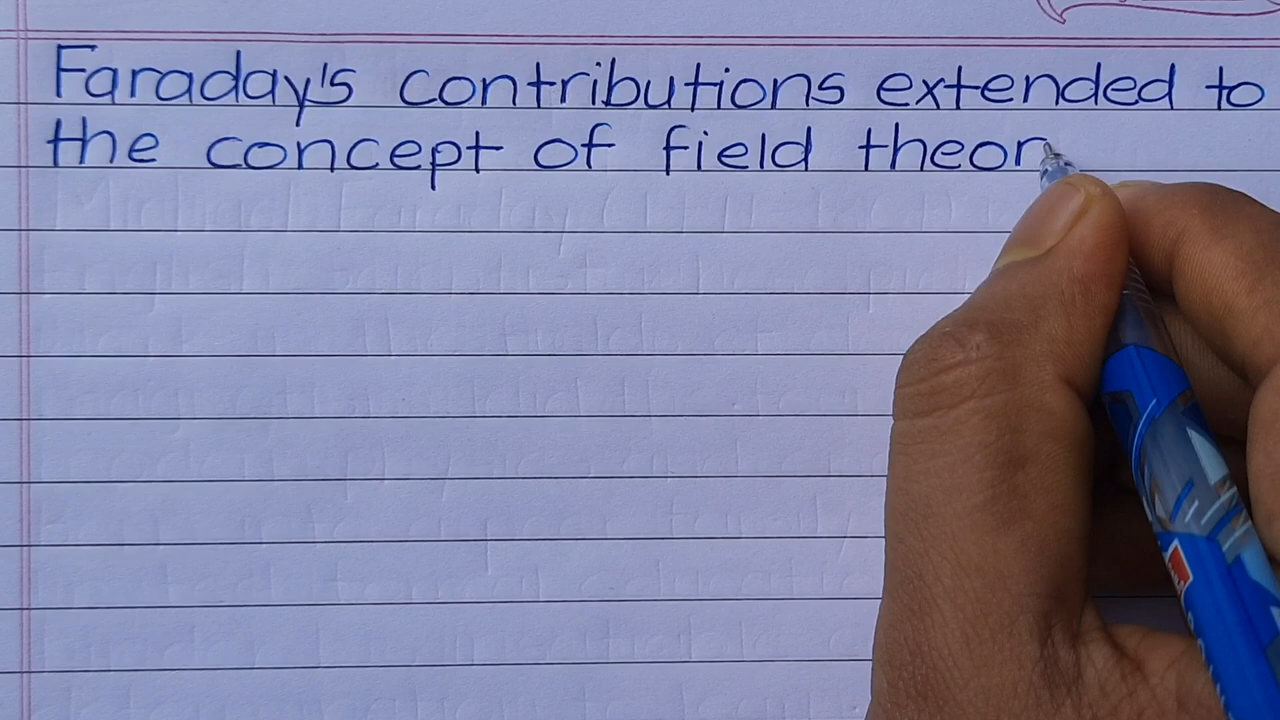 Faraday's contributions extended to
the concept of field theor